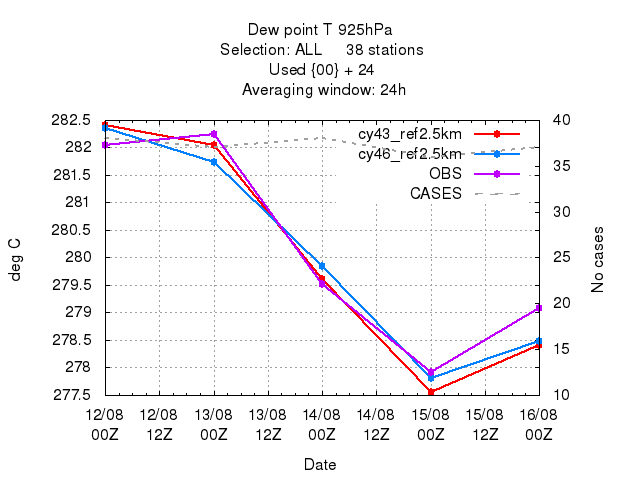 Dew point T 925hPa
Selection: ALL 38 stations
Used {00} + 24
Averaging window: 24h
282.5
282
281.5
281
280.5
280
279.5
279
278.5
278
277.5
deg C
40
35
30
25
20
15
10
No cases
cy43_ref2.5km
cy46_ref2.5km
OBS
CASES
12/08 12/08 13/08 13/08 14/08 14/08 15/08 15/08 16/08
00Z 12Z 00Z 12Z 00Z 12Z 00Z 12Z 00Z
Date